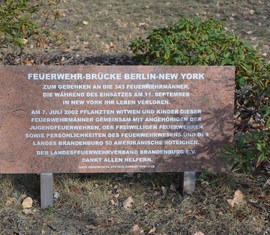 FEUERWEHR-BRÜCKE BERLIN-NEW YORK
ZUM GEDENKEN AN DIE 343 FEUERWEHRMÄNNER,
DIE WÄHREND DES EINSATZES AM 11. SEPTEMBER
IN NEW YORK IHR LEBEN VERLOREN.
AM 7. JULI 2002 PFLANZTEN WITWEN UND KINDER DIESER
FEUERWEHRMÄNNER GEMEINSAM MIT ANGEHÖRIGEN DER
JUGENDFEUERWEHREN, DER FREIWILLIGEN FEUERWEHREN
SOWIE PERSÖNLICHKEITEN DES FEUERWEHRWESENS UND DES
LANDES BRANDENBURG 50 AMERIKANISCHE ROTEICHEN.
DER LANDESFEUERWEHRVERBAND BRANDENBURG E.V.
DANKT ALLEN HELFERN.